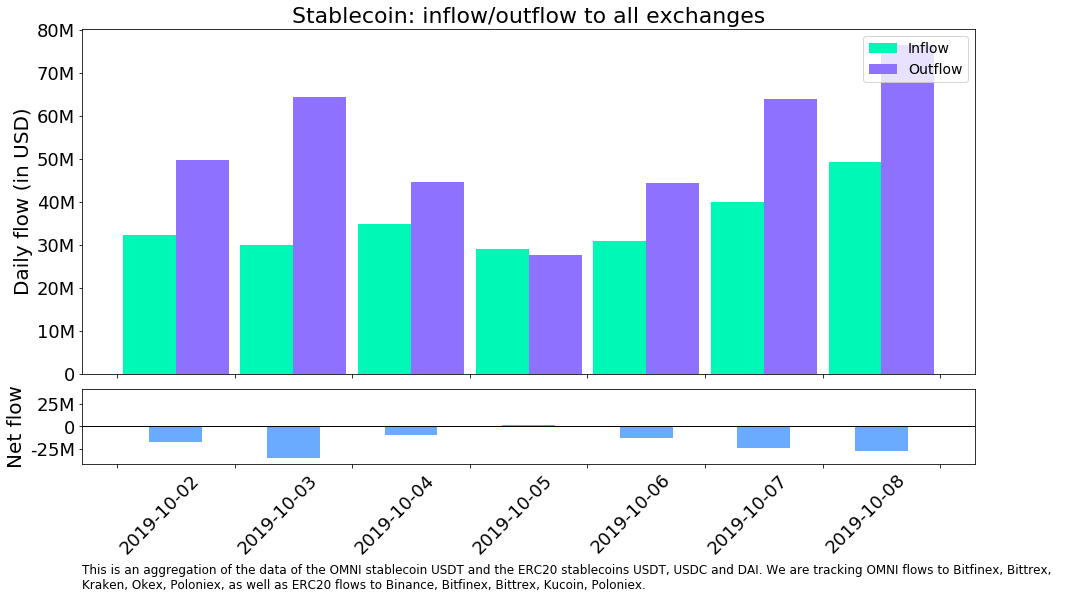 Stablecoin: inflow/outflow to all exchanges
80M
70M
60M
50M
40M
30M
20M
10M
0
Daily flow (in USD)
Inflow
Outflow
25M
0
-25M
Net flow
2019-10-02
2019-10-03
2019-10-04
2019-10-05
2019-10-06
2019-10-07
2019-10-08
This is an aggregation of the data of the OMNI stablecoin USDT and the ERC20 stablecoins USDT, USDC and DAI. We are tracking OMNI flows to Bitfinex, Bittrex,
Kraken, Okex, Poloniex, as well as ERC20 flows to Binance, Bitfinex, Bittrex, Kucoin, Poloniex.